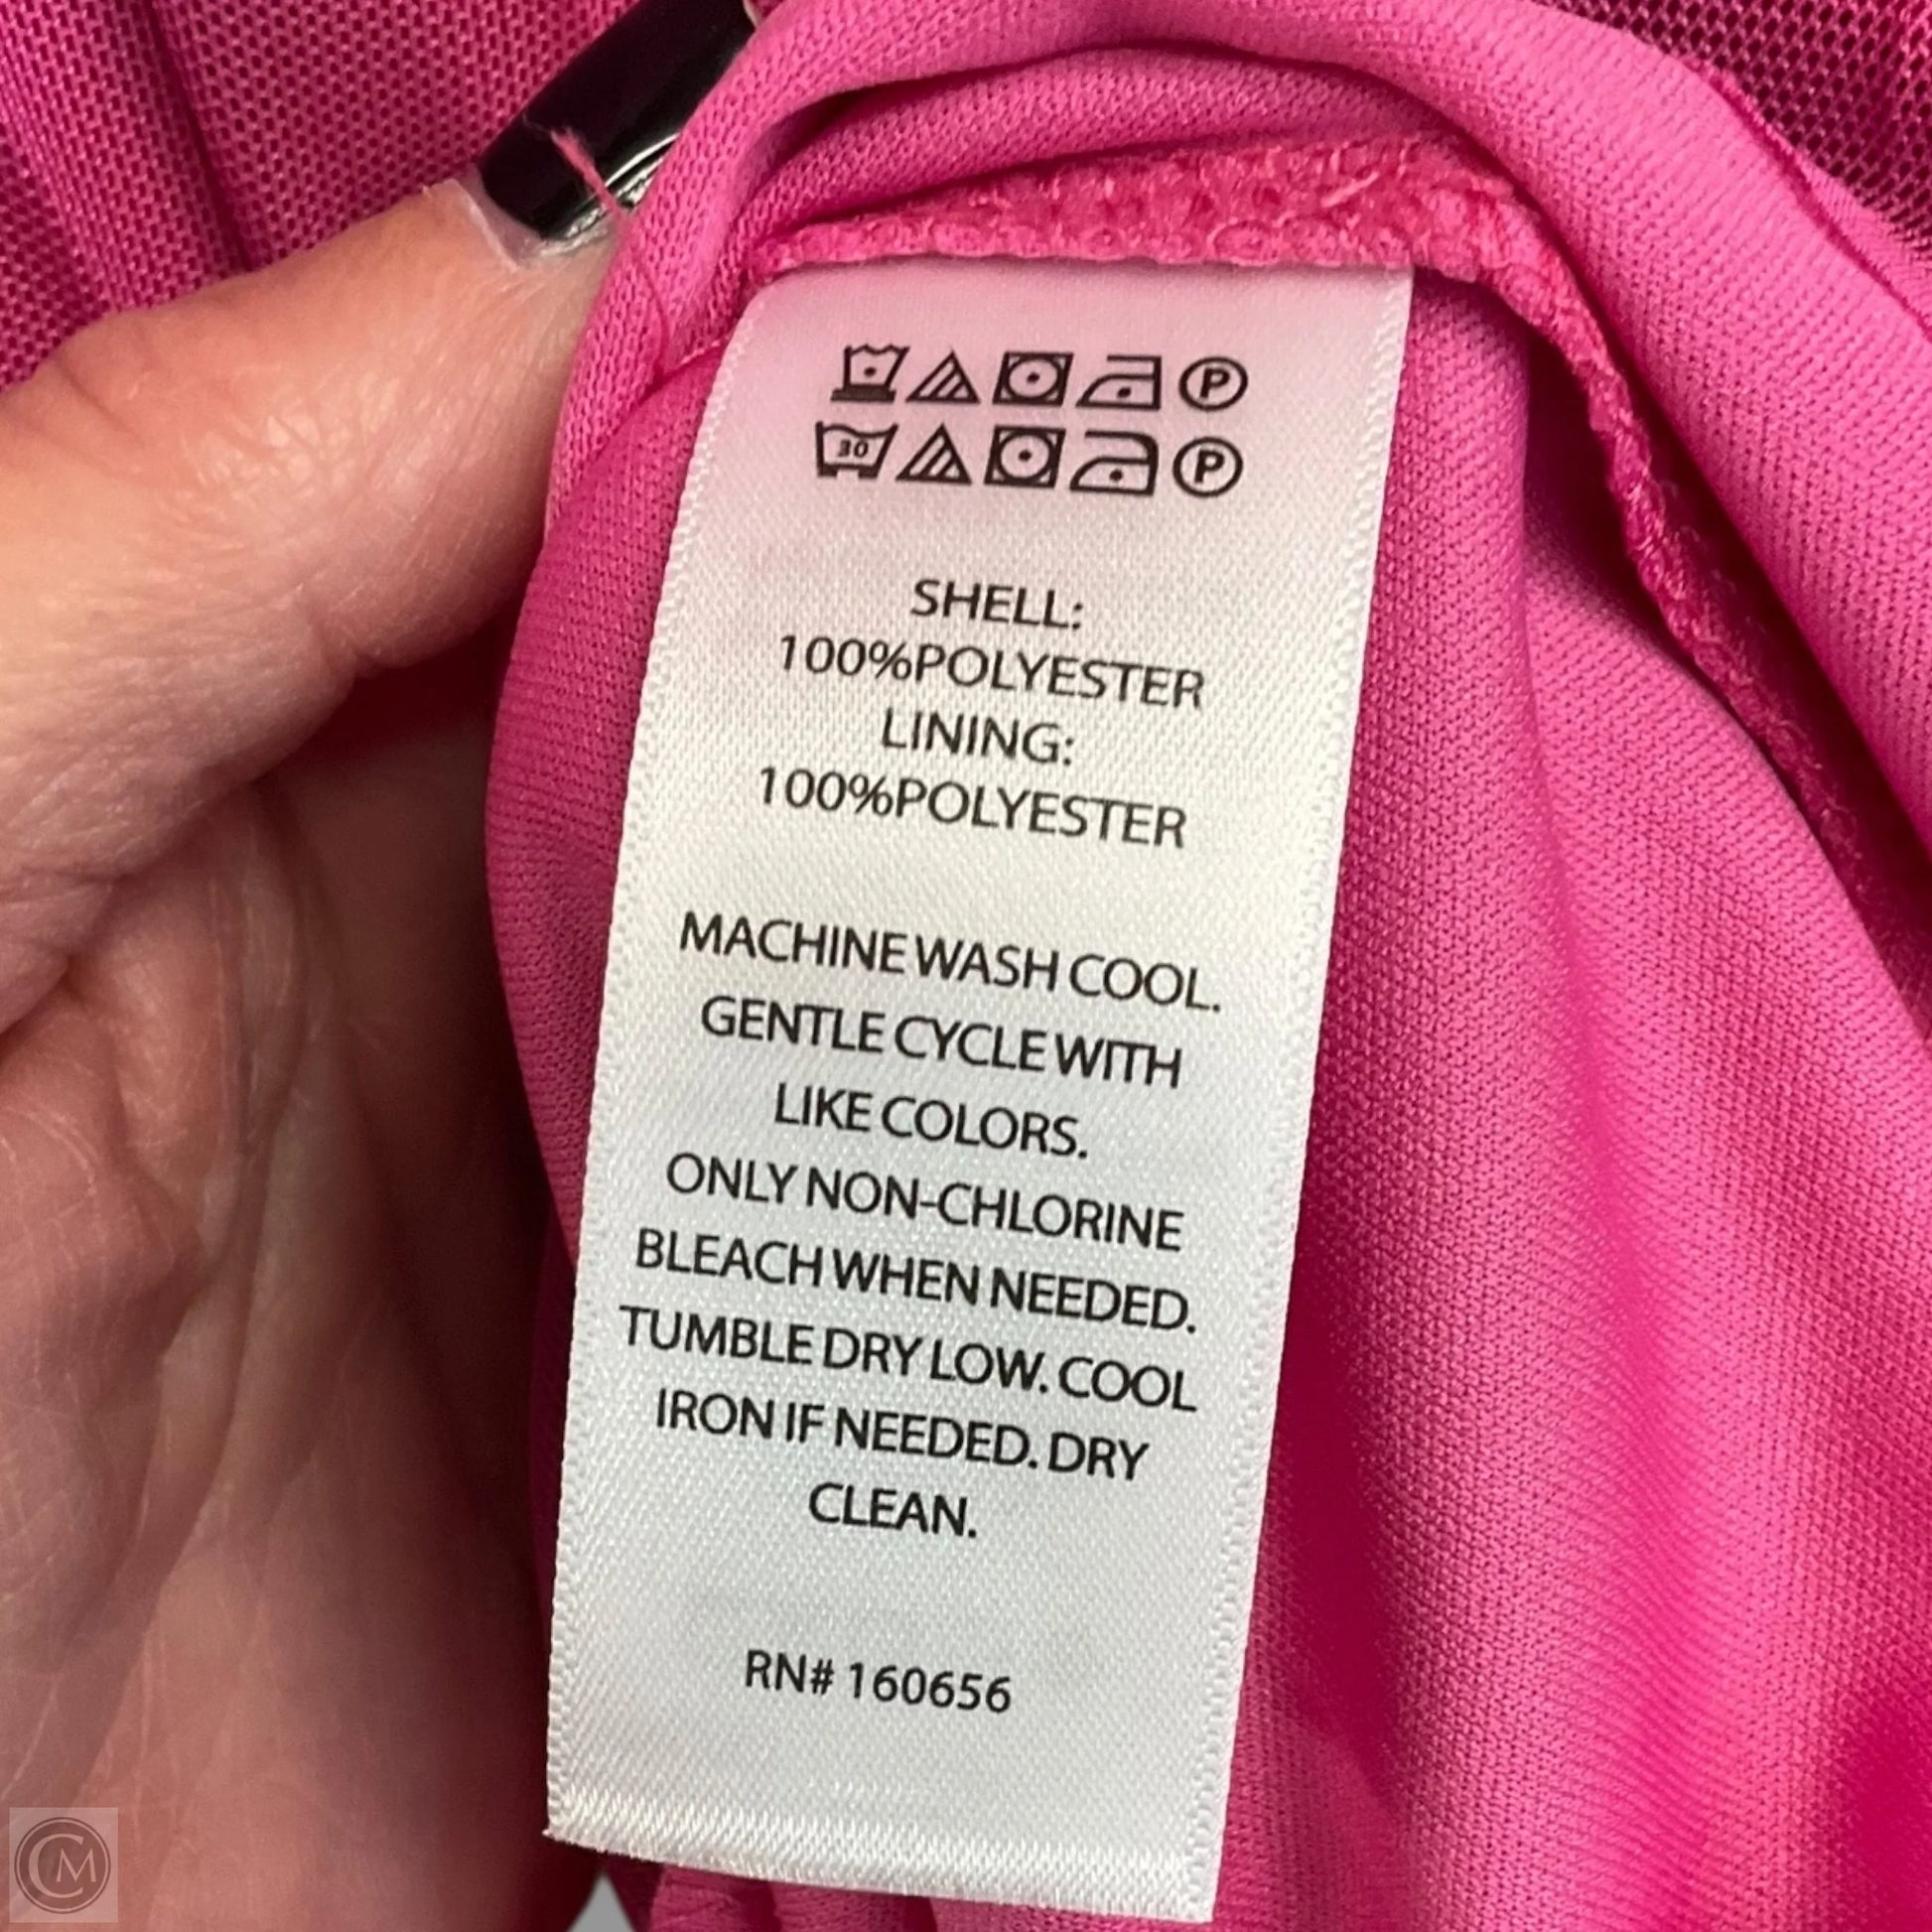 P
30 P
SHELL:
100%POLYESTER
LINING:
100%POLYESTER
MACHINE WASH COOL.
GENTLE CYCLE WITH
LIKE COLORS.
ONLY NON-CHLORINE
BLEACH WHEN NEEDED.
TUMBLE DRY LOW. COOL
IRON IF NEEDED. DRY
CLEAN.
RN# 160656
CM